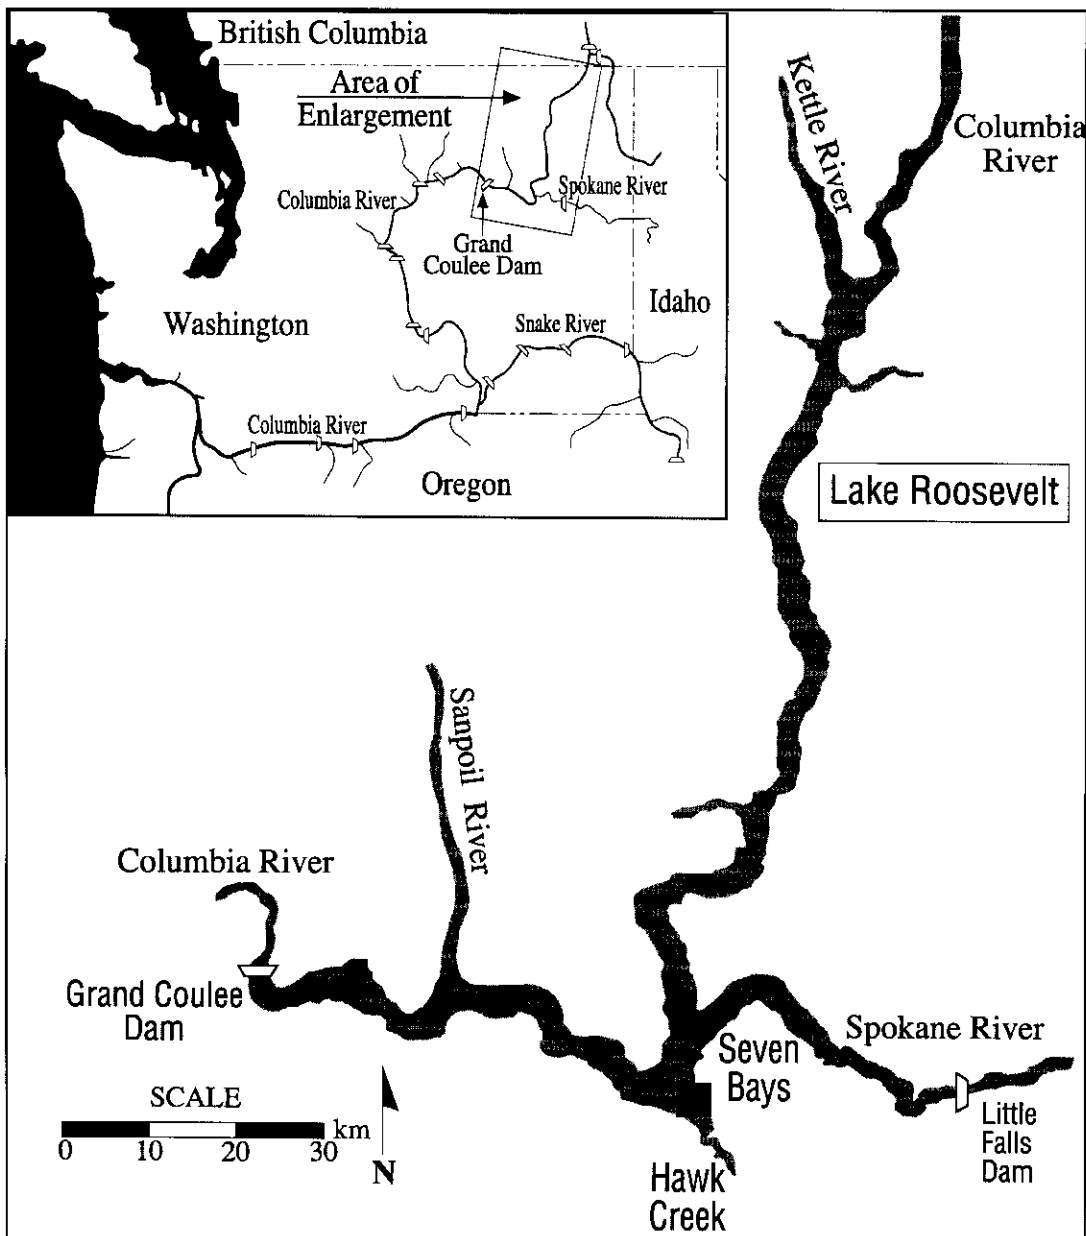 British Columbia
Area of
Enlargement
Columbia River
Spokane River
Grand
Coulee Dam
Washington
Idaho
Snake River
Columbia River
Oregon
Kettle River
Columbia
River
Lake Roosevelt
Sanpoil River
Columbia River
Grand Coulee
Dam
Seven
Bays
Spokane River
Little
Falls
Dam
Hawk
Creek
SCALE
km
0 10 20 30
N